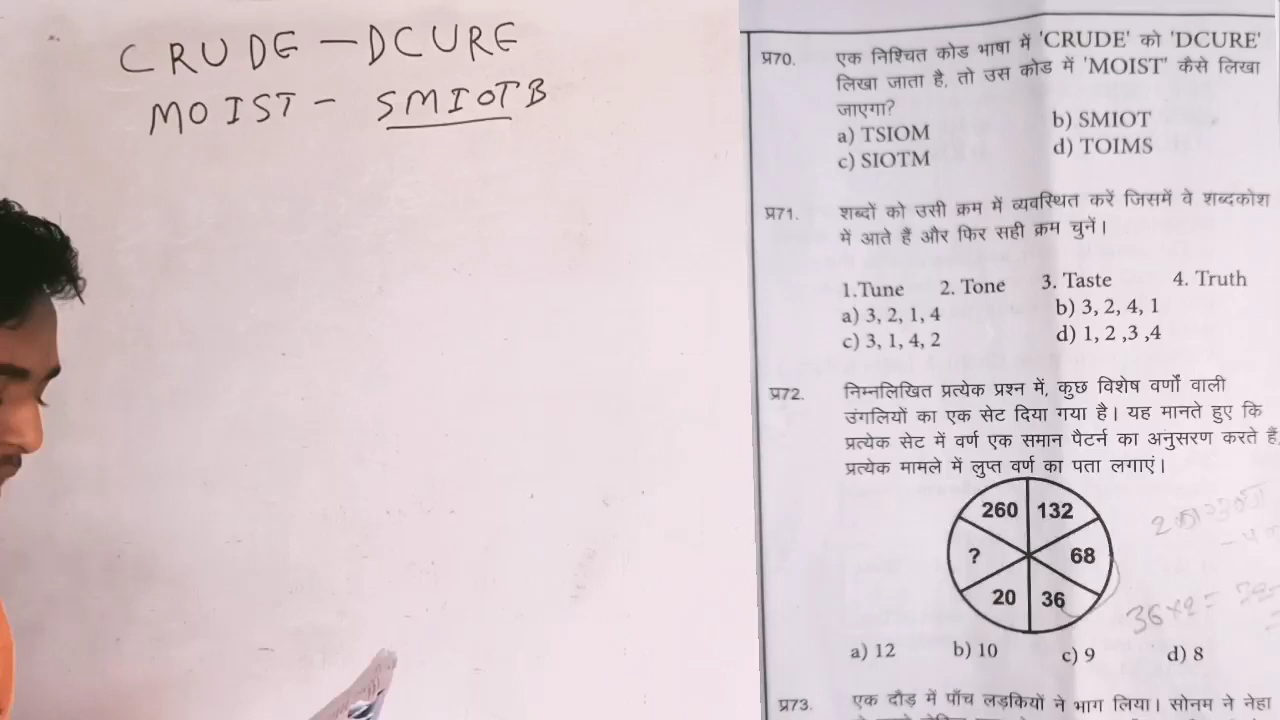 CRUDE - DCURE
MOIST - SMIOTB
प्र70. एक निश्चित कोड भाषा में 'CRUDE' को 'DCURE'
लिखा जाता है, तो उस कोड में 'MOIST' कैसे लिखा
जाएगा?
a) TSIOM b) SMIOT
c) SIOTM d) TOIMS
प्र71. शब्दों को उसी क्रम में व्यवस्थित करें जिसमें वे शब्दकोश
में आते हैं और फिर सही क्रम चुनें।
1.Tune 2. Tone 3. Taste 4. Truth
a) 3, 2, 1, 4 b) 3, 2, 4, 1
c) 3, 1, 4, 2 d) 1, 2 ,3 ,4
प्र72. निम्नलिखित प्रत्येक प्रश्न में, कुछ विशेष वर्णों वाली
उंगलियों का एक सेट दिया गया है। यह मानते हुए कि
प्रत्येक सेट में वर्ण एक समान पैटर्न का अनुसरण करते हैं,
प्रत्येक मामले में लुप्त वर्ण का पता लगाएं।
260 132
? 68
20 36
36×2=
a) 12 b) 10 c) 9 d) 8
प्र73. एक दौड़ में पाँच लड़कियों ने भाग लिया। सोनम ने नेहा